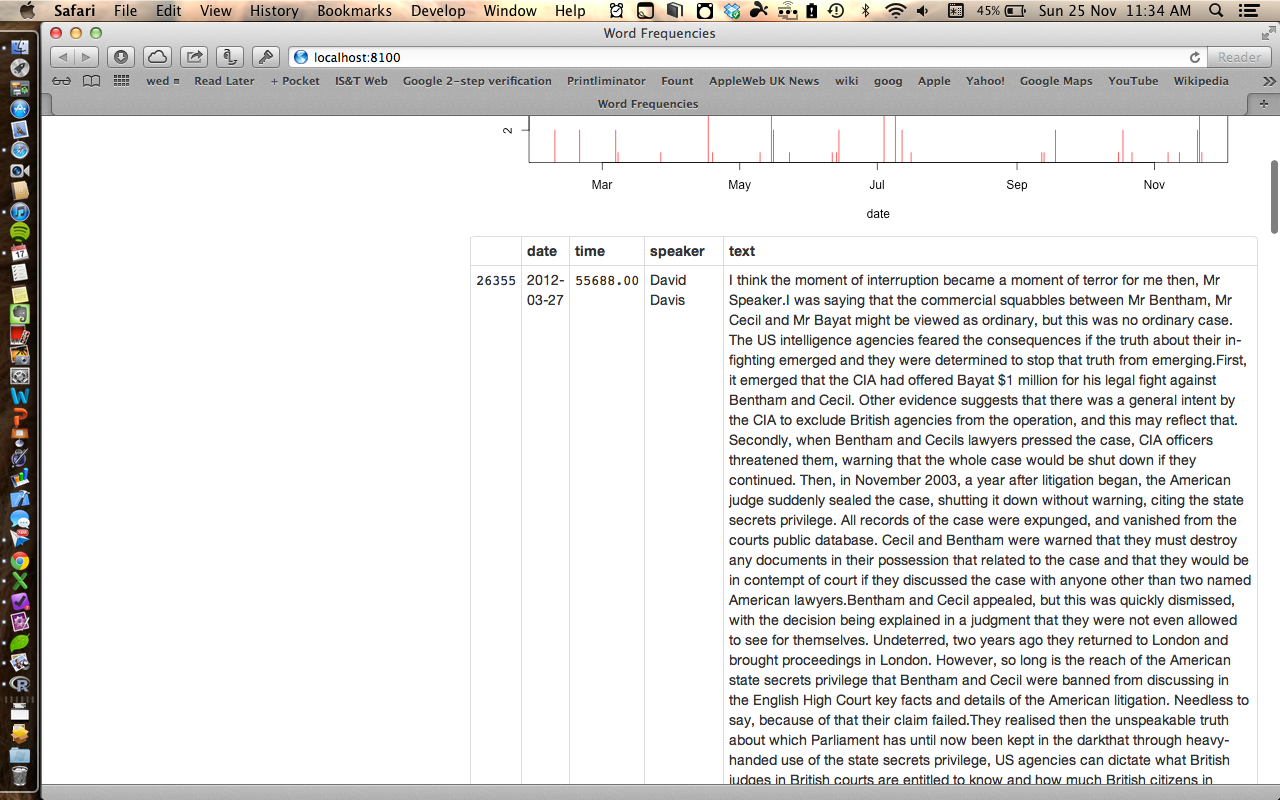 Safari File Edit View History Bookmarks Develop Window Help 45% Sun 25 Nov 11:34 AM
Word Frequencies
localhost:8100 Reader
wed Read Later + Pocket IS&T Web Google 2-step verification Printliminator Fount AppleWeb UK News wiki goog Apple Yahoo! Google Maps YouTube Wikipedia
Word Frequencies
2
Mar May Jul Sep Nov
date
date time speaker text
26355 2012- 55688.00 David I think the moment of interruption became a moment of terror for me then, Mr
03-27 Davis Speaker.I was saying that the commercial squabbles between Mr Bentham, Mr
Cecil and Mr Bayat might be viewed as ordinary, but this was no ordinary case.
The US intelligence agencies feared the consequences if the truth about their in-
fighting emerged and they were determined to stop that truth from emerging.First,
it emerged that the CIA had offered Bayat $1 million for his legal fight against
Bentham and Cecil. Other evidence suggests that there was a general intent by
the CIA to exclude British agencies from the operation, and this may reflect that.
Secondly, when Bentham and Cecils lawyers pressed the case, CIA officers
threatened them, warning that the whole case would be shut down if they
continued. Then, in November 2003, a year after litigation began, the American
judge suddenly sealed the case, shutting it down without warning, citing the state
secrets privilege. All records of the case were expunged, and vanished from the
courts public database. Cecil and Bentham were warned that they must destroy
any documents in their possession that related to the case and that they would be
in contempt of court if they discussed the case with anyone other than two named
American lawyers.Bentham and Cecil appealed, but this was quickly dismissed,
with the decision being explained in a judgment that they were not even allowed
to see for themselves. Undeterred, two years ago they returned to London and
brought proceedings in London. However, so long is the reach of the American
state secrets privilege that Bentham and Cecil were banned from discussing in
the English High Court key facts and details of the American litigation. Needless to
say, because of that their claim failed.They realised then the unspeakable truth
about which Parliament has until now been kept in the darkthat through heavy-
handed use of the state secrets privilege, US agencies can dictate what British
judges in British courts are entitled to know and how much British citizens in